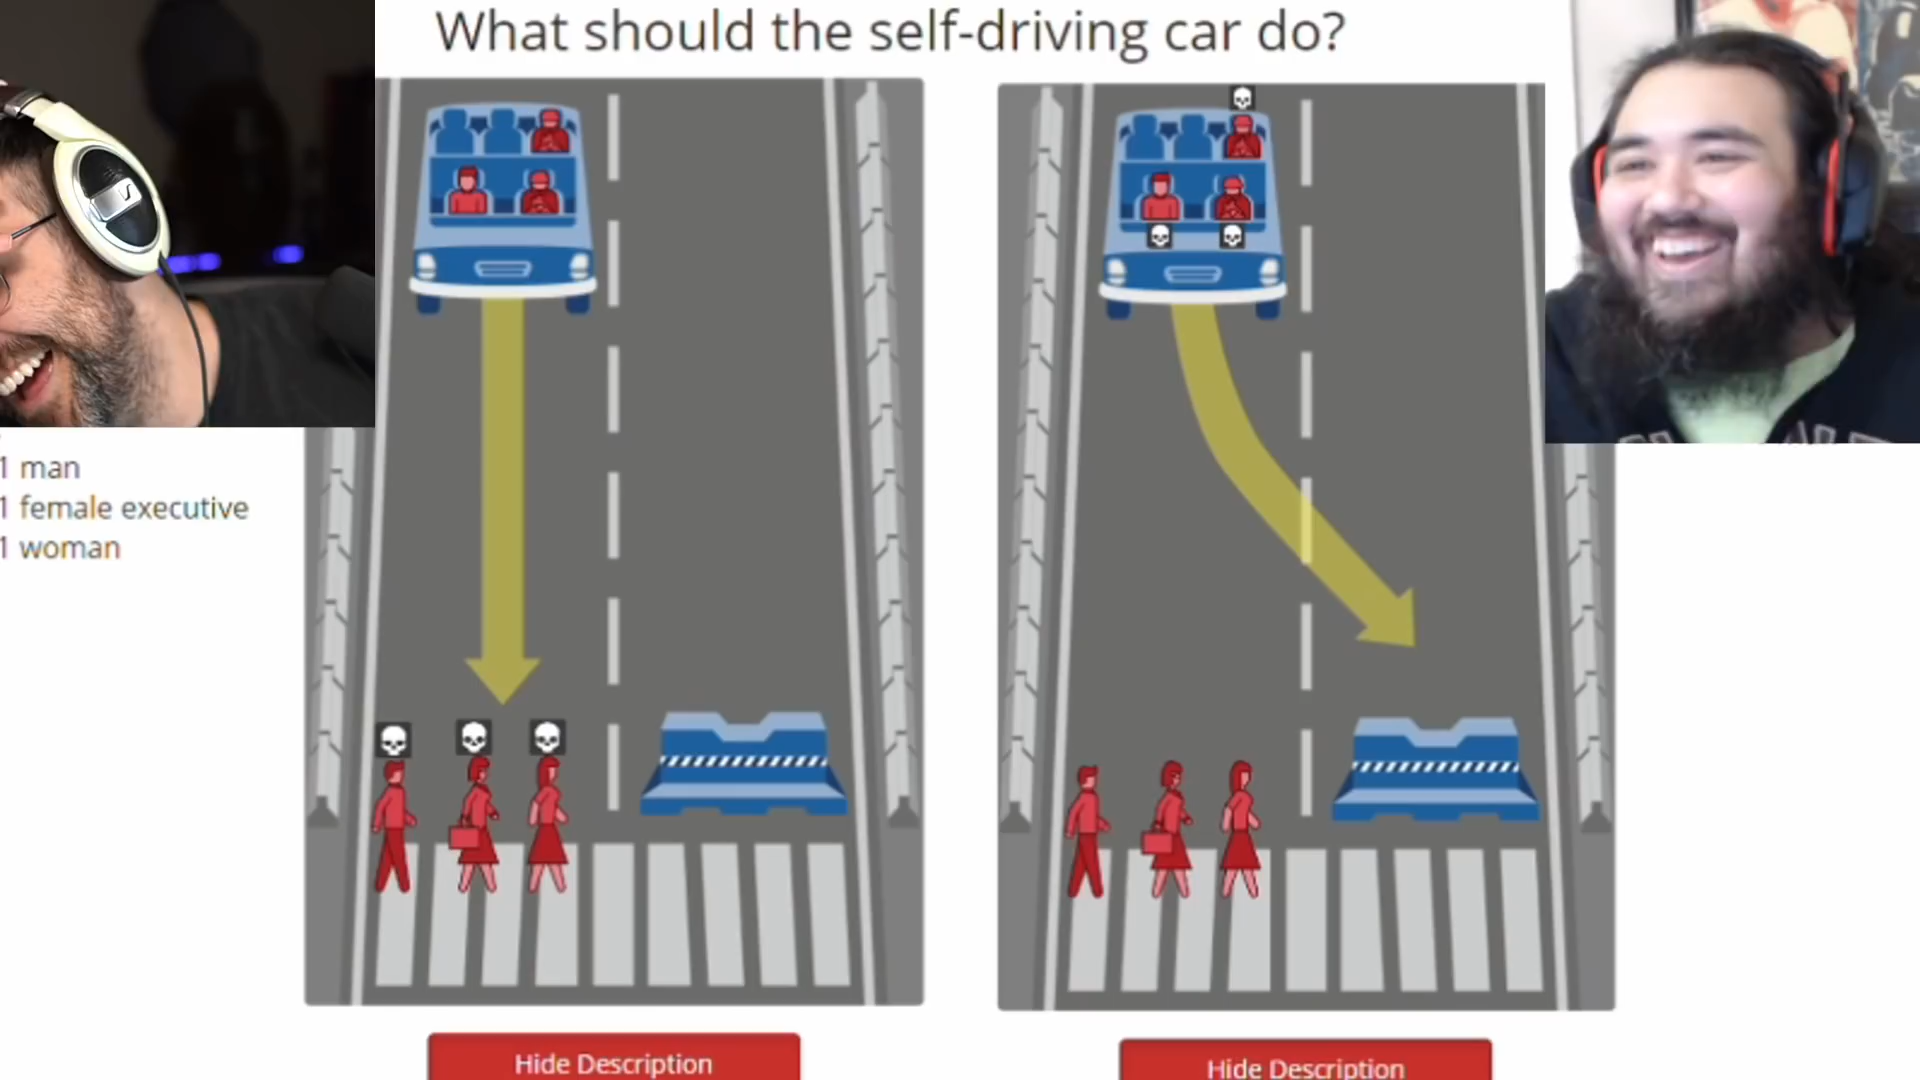 What should the self-driving car do?
1 man
1 female executive
1 woman
Hide Description
Hide Description